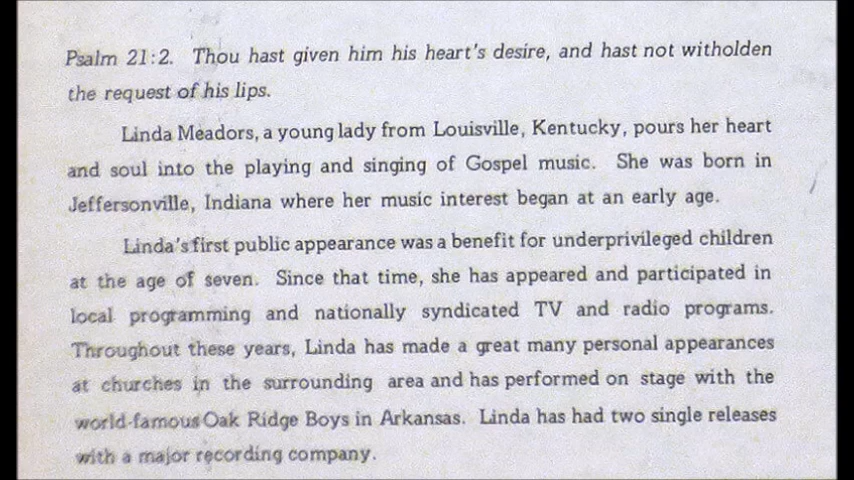 Psalm 21:2. Thou hast given him his heart's desire, and hast not witholden
the request of his lips.
Linda Meadors, a young lady from Louisville, Kentucky, pours her heart
and soul into the playing and singing of Gospel music. She was born in
Jeffersonville, Indiana where her music interest began at an early age.
Linda's first public appearance was a benefit for underprivileged children
at the age of seven. Since that time, she has appeared and participated in
local programming and nationally syndicated TV and radio programs.
Throughout these years, Linda has made a great many personal appearances
at churches in the surrounding area and has performed on stage with the
world-famous Oak Ridge Boys in Arkansas. Linda has had two single releases
with a major recording company.